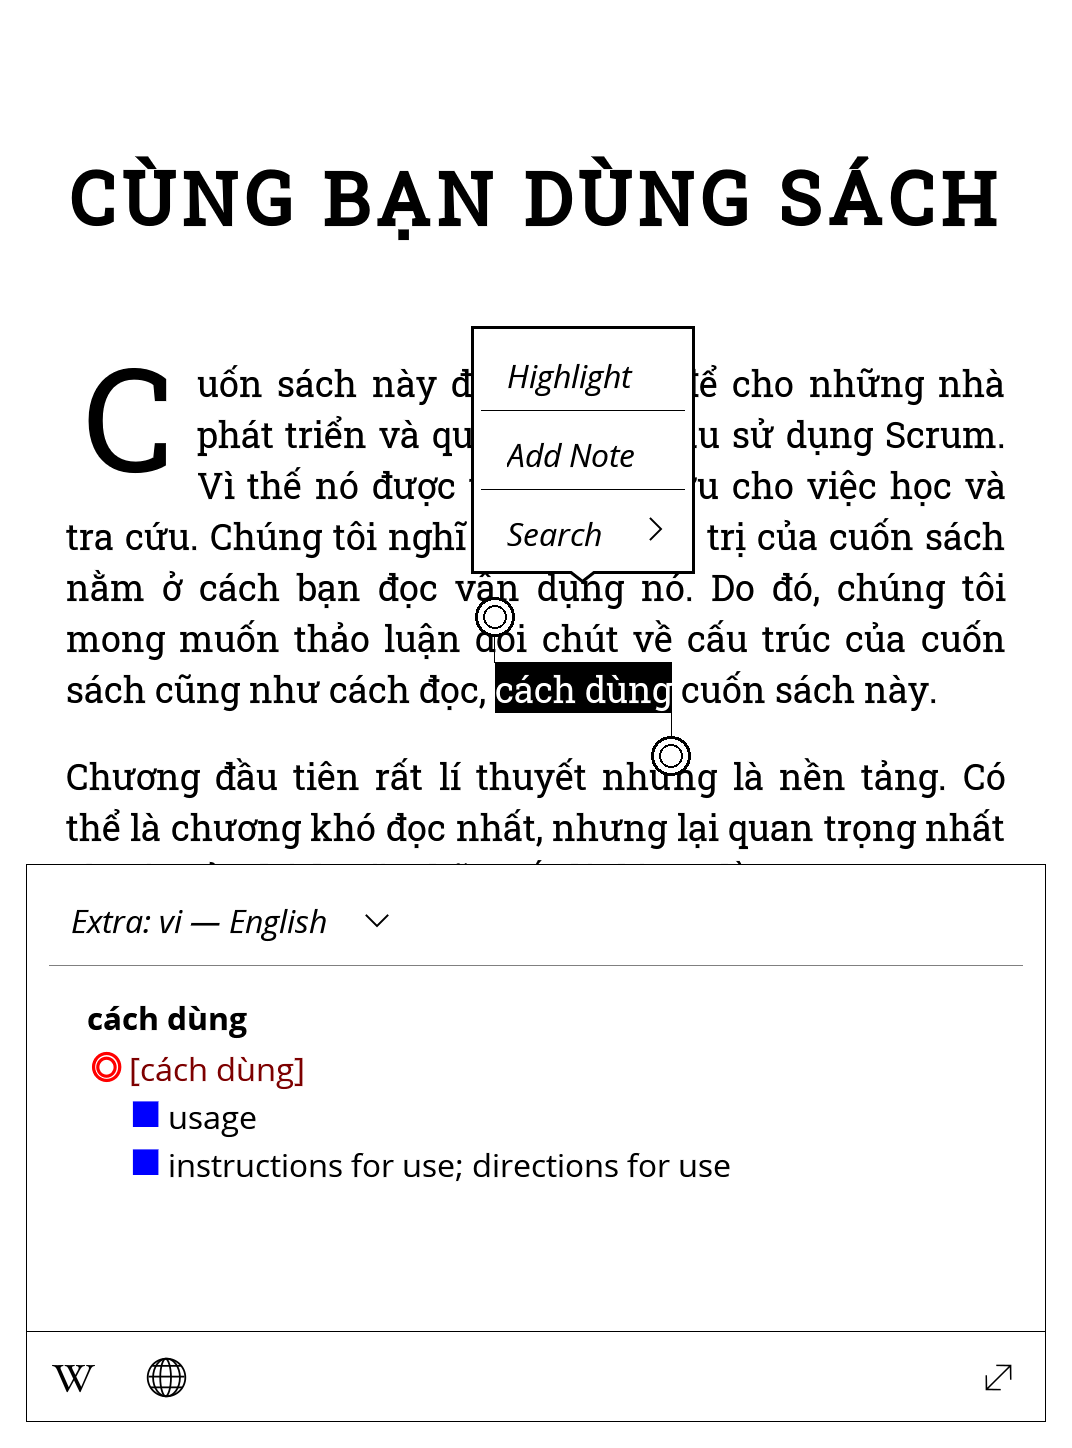 CÙNG BẠN DÙNG SÁCH
Cuốn sách này để cho những nhà
phát triển và sử dụng Scrum.
Vì thế nó được cho việc học và
tra cứu. Chúng tôi nghĩ trị của cuốn sách
nằm ở cách bạn đọc vận dụng nó. Do đó, chúng tôi
mong muốn thảo luận đôi chút về cấu trúc của cuốn
sách cũng như cách đọc, cách dùng cuốn sách này.
Chương đầu tiên rất lí thuyết nhưng là nền tảng. Có
thể là chương khó đọc nhất, nhưng lại quan trọng nhất
Highlight
Add Note
Search
Extra: vi — English
cách dùng
[cách dùng]
usage
instructions for use; directions for use
W